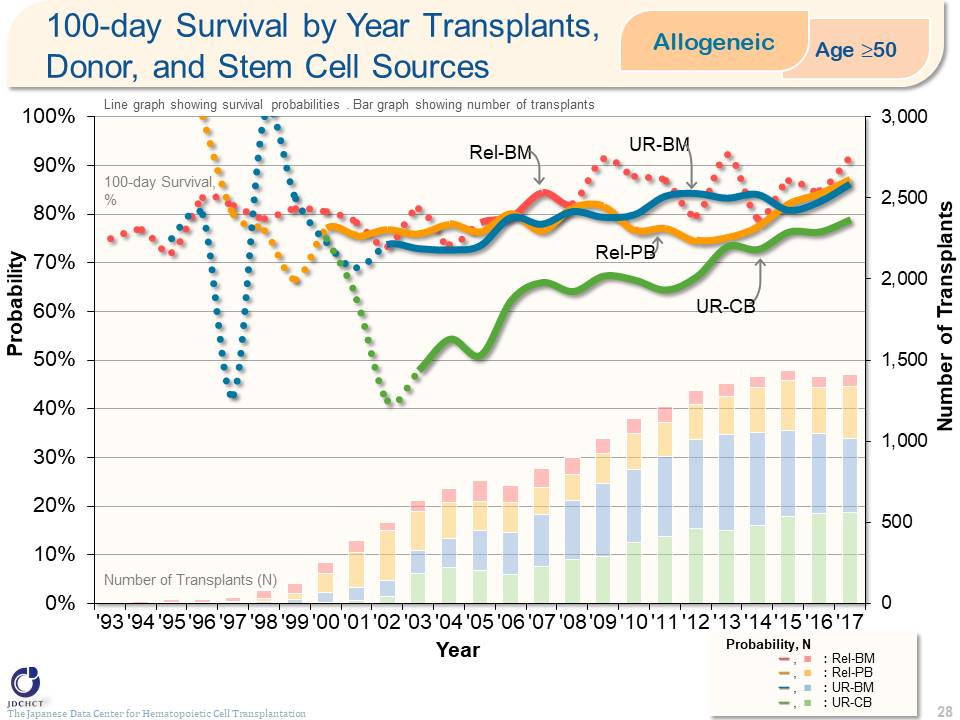 100-day Survival by Year Transplants,
Donor, and Stem Cell Sources
Allogeneic
Age ≥50
Line graph showing survival probabilities . Bar graph showing number of transplants
100-day Survival,
%
Number of Transplants (N)
Probability
100%
90%
80%
70%
60%
50%
40%
30%
20%
10%
0%
Rel-BM
UR-BM
Rel-PB
UR-CB
3,000
2,500
2,000
1,500
1,000
500
0
Number of Transplants
'93 '94 '95 '96 '97 '98 '99 '00 '01 '02 '03 '04 '05 '06 '07 '08 '09 '10 '11 '12 '13 '14 '15 '16 '17
Year
Probability, N
, : Rel-BM
, : Rel-PB
, : UR-BM
, : UR-CB
JDCHCT
The Japanese Data Center for Hematopoietic Cell Transplantation
28